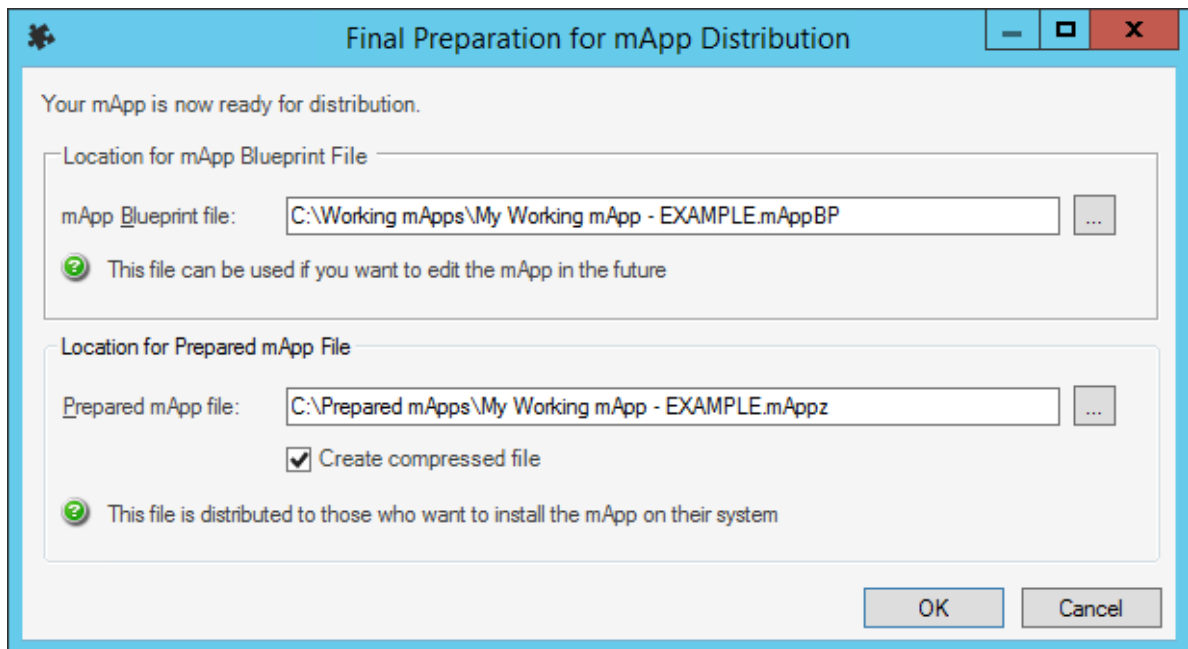 Final Preparation for mApp Distribution
Your mApp is now ready for distribution.
Location for mApp Blueprint File
mApp Blueprint file: C:\Working mApps\My Working mApp - EXAMPLE.mAppBP ...
This file can be used if you want to edit the mApp in the future
Location for Prepared mApp File
Prepared mApp file: C:\Prepared mApps\My Working mApp - EXAMPLE.mAppz ...
Create compressed file
This file is distributed to those who want to install the mApp on their system
OK Cancel